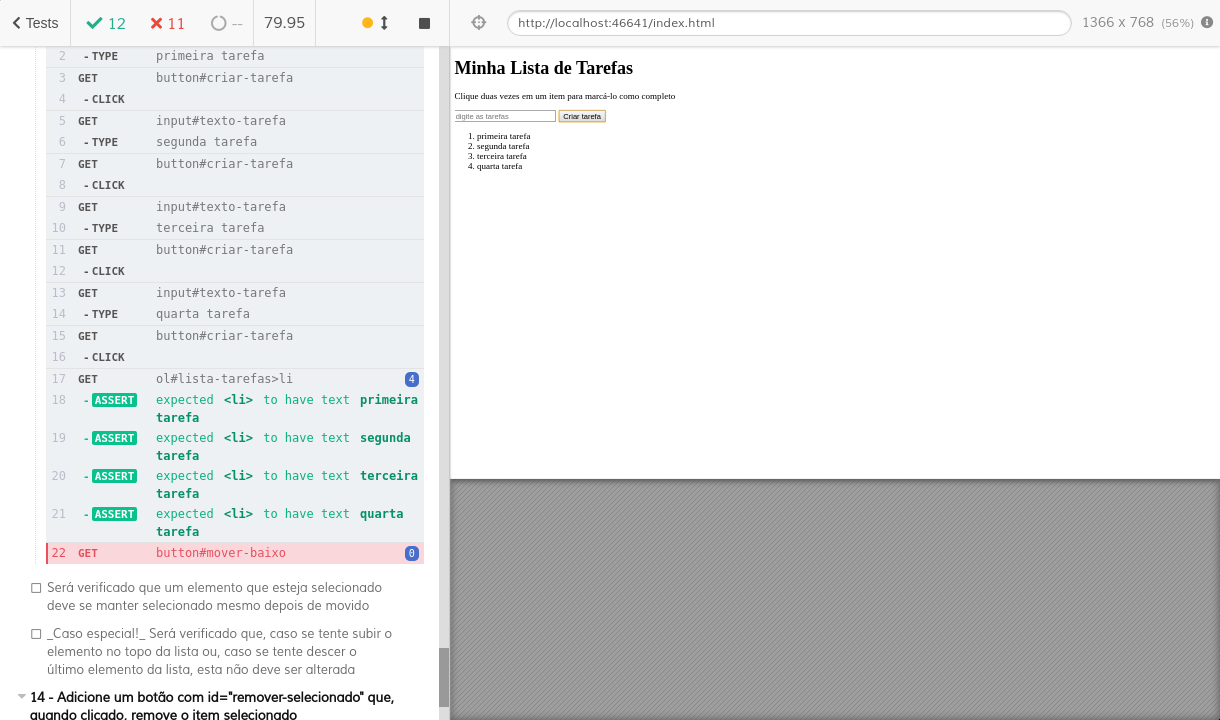 Tests 12 11 -- 79.95 http://localhost:46641/index.html 1366 x 768 (56%)
2 - TYPE primeira tarefa
3 GET button#criar-tarefa
4 - CLICK
5 GET input#texto-tarefa
6 - TYPE segunda tarefa
7 GET button#criar-tarefa
8 - CLICK
9 GET input#texto-tarefa
10 - TYPE terceira tarefa
11 GET button#criar-tarefa
12 - CLICK
13 GET input#texto-tarefa
14 - TYPE quarta tarefa
15 GET button#criar-tarefa
16 - CLICK
17 GET ol#lista-tarefas>li 4
18 - ASSERT expected <li> to have text primeira
tarefa
19 - ASSERT expected <li> to have text segunda
tarefa
20 - ASSERT expected <li> to have text terceira
tarefa
21 - ASSERT expected <li> to have text quarta
tarefa
22 GET button#mover-baixo 0
Será verificado que um elemento que esteja selecionado
deve se manter selecionado mesmo depois de movido
_Caso especial!_ Será verificado que, caso se tente subir o
elemento no topo da lista ou, caso se tente descer o
último elemento da lista, esta não deve ser alterada
14 - Adicione um botão com id="remover-selecionado" que,
quando clicado, remove o item selecionado
Minha Lista de Tarefas
Clique duas vezes em um item para marcá-lo como completo
digite as tarefas Criar tarefa
1. primeira tarefa
2. segunda tarefa
3. terceira tarefa
4. quarta tarefa